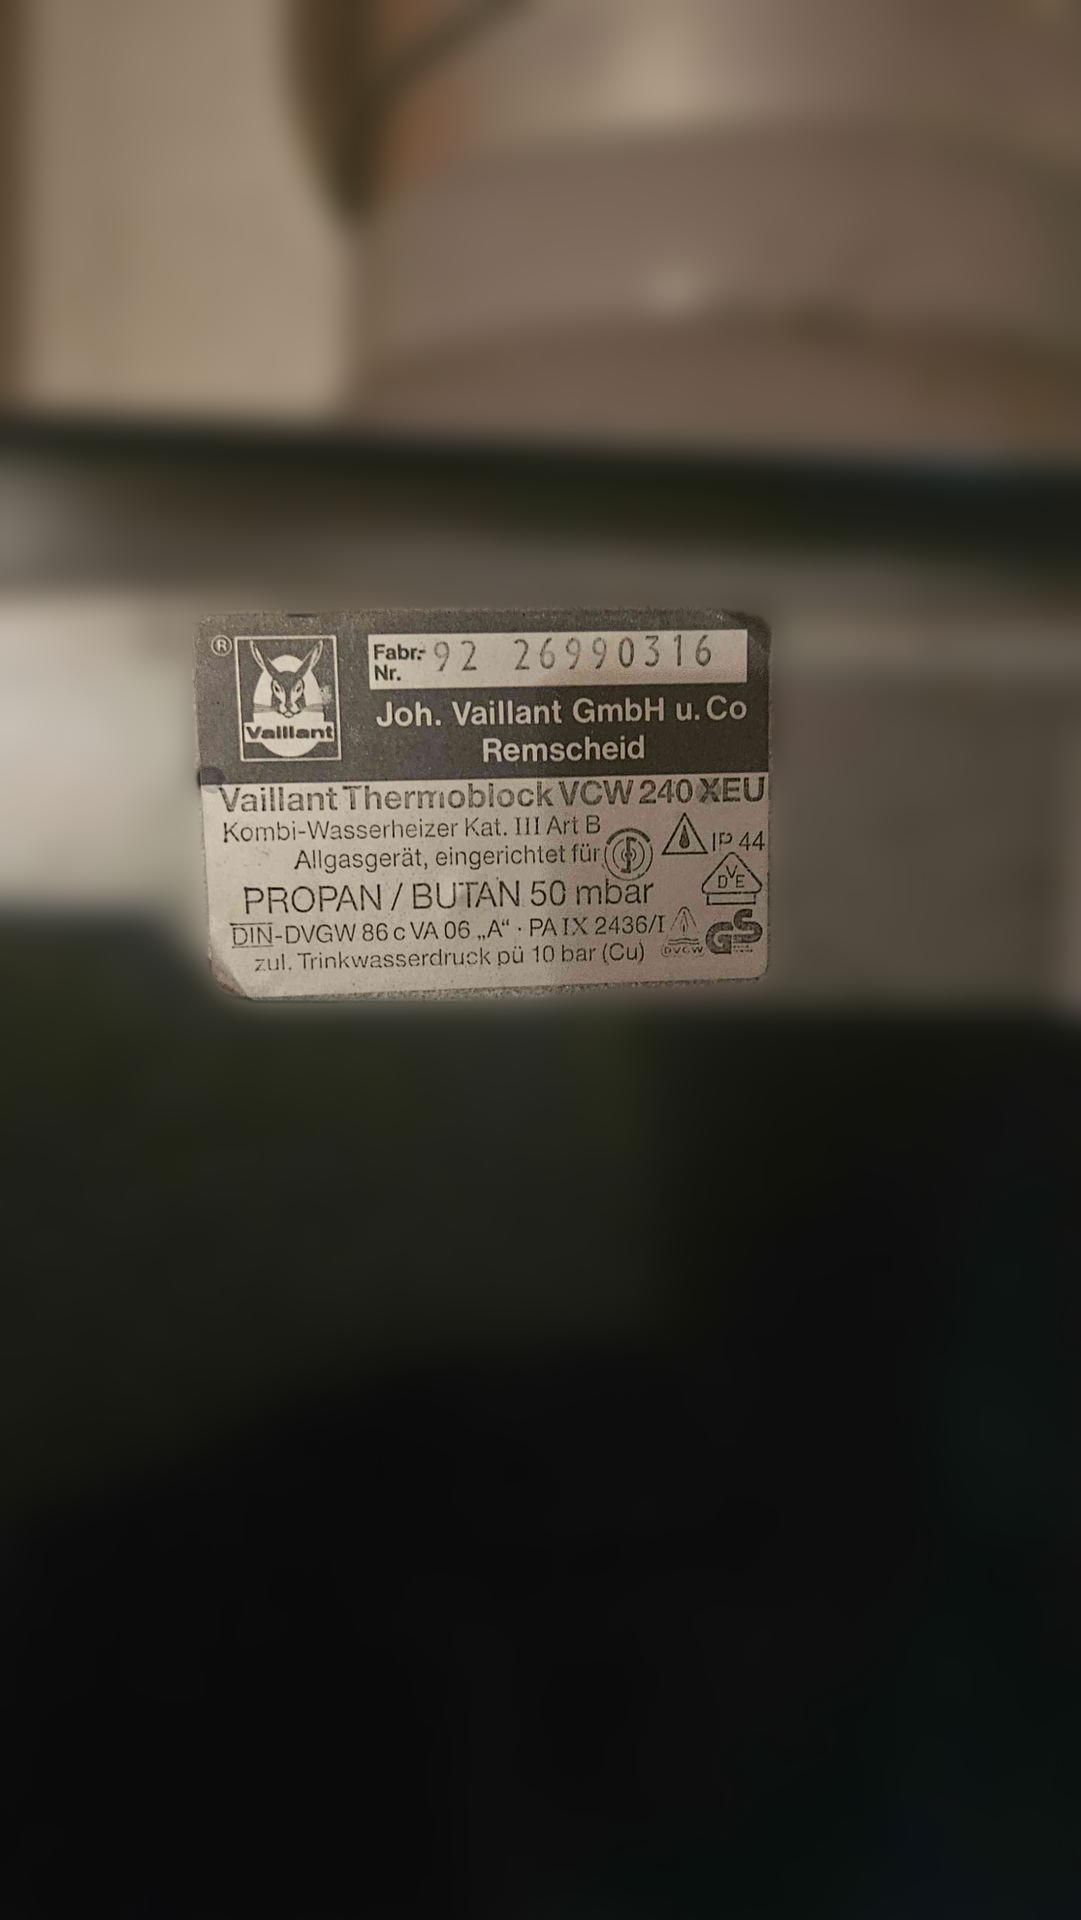 ®
Vaillant
Fabr.-Nr. 92 26990316
Joh. Vaillant GmbH u. Co
Remscheid
Vaillant Thermoblock VCW 240 XEU
Kombi-Wasserheizer Kat. III Art B
IP 44
Allgasgerät, eingerichtet für
DVE
PROPAN / BUTAN 50 mbar
DIN-DVGW 86 c VA 06 „A“ · PA IX 2436/I
DVGW
GS
zul. Trinkwasserdruck pü 10 bar (Cu)